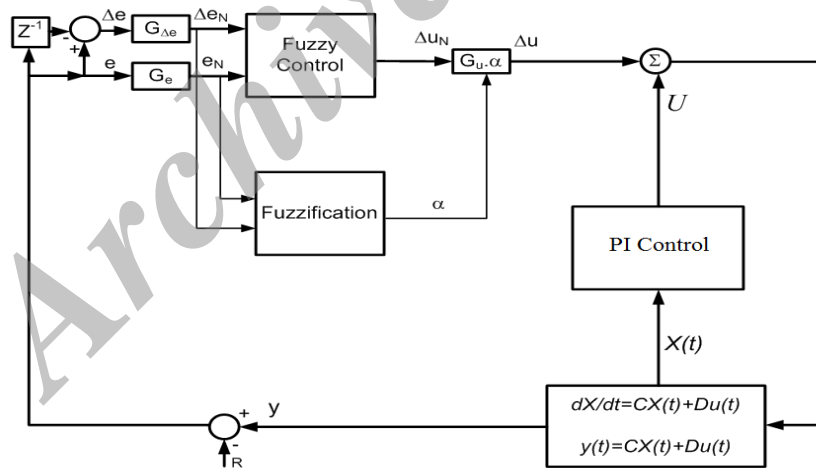 Δe
Δe_N
Z⁻¹
G_Δe
-
+
Fuzzy
Control
e
G_e
e_N
Δu_N
G_u.α
Δu
Σ
U
Fuzzification
α
PI Control
X(t)
y
+
-
R
dX/dt=CX(t)+Du(t)
y(t)=CX(t)+Du(t)
Archive